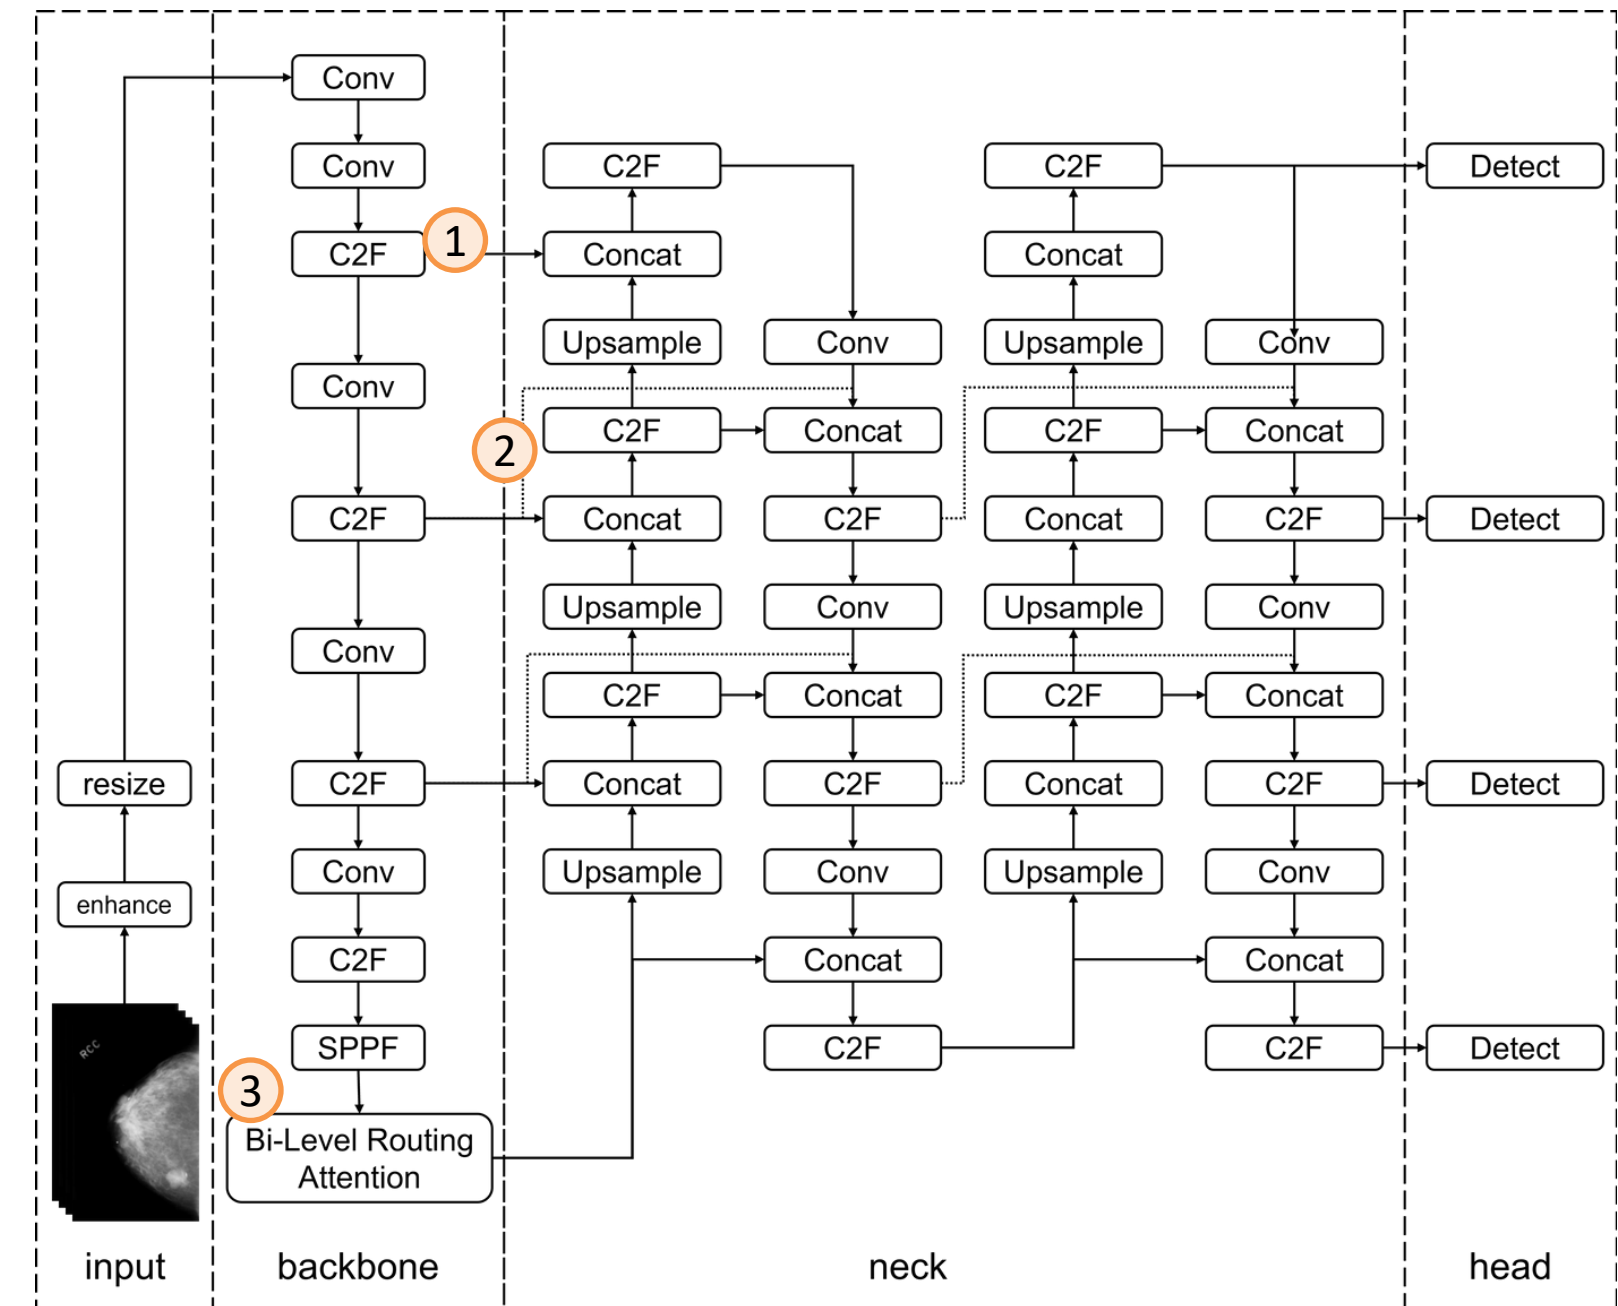 Conv
Conv
C2F
C2F
Detect
C2F
1
Concat
Concat
Upsample
Conv
Upsample
Conv
Conv
2
C2F
Concat
C2F
Concat
C2F
Concat
C2F
Concat
C2F
Detect
Upsample
Conv
Upsample
Conv
Conv
C2F
Concat
C2F
Concat
resize
C2F
Concat
C2F
Concat
C2F
Detect
enhance
Conv
Upsample
Conv
Upsample
Conv
C2F
Concat
Concat
RCC
SPPF
C2F
C2F
Detect
3
Bi-Level Routing
Attention
input
backbone
neck
head